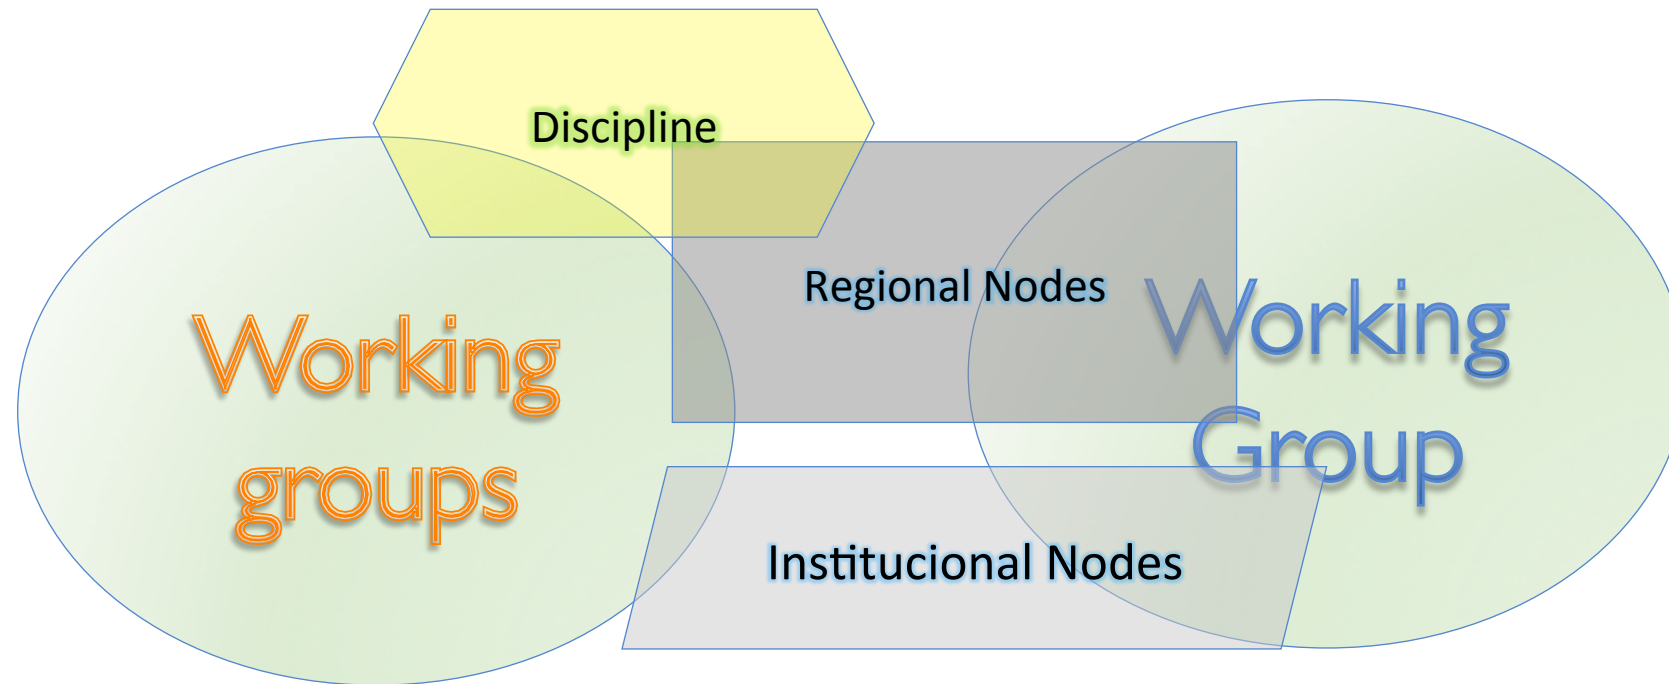 Discipline
Regional Nodes
Working
groups
Working
Group
Institucional Nodes